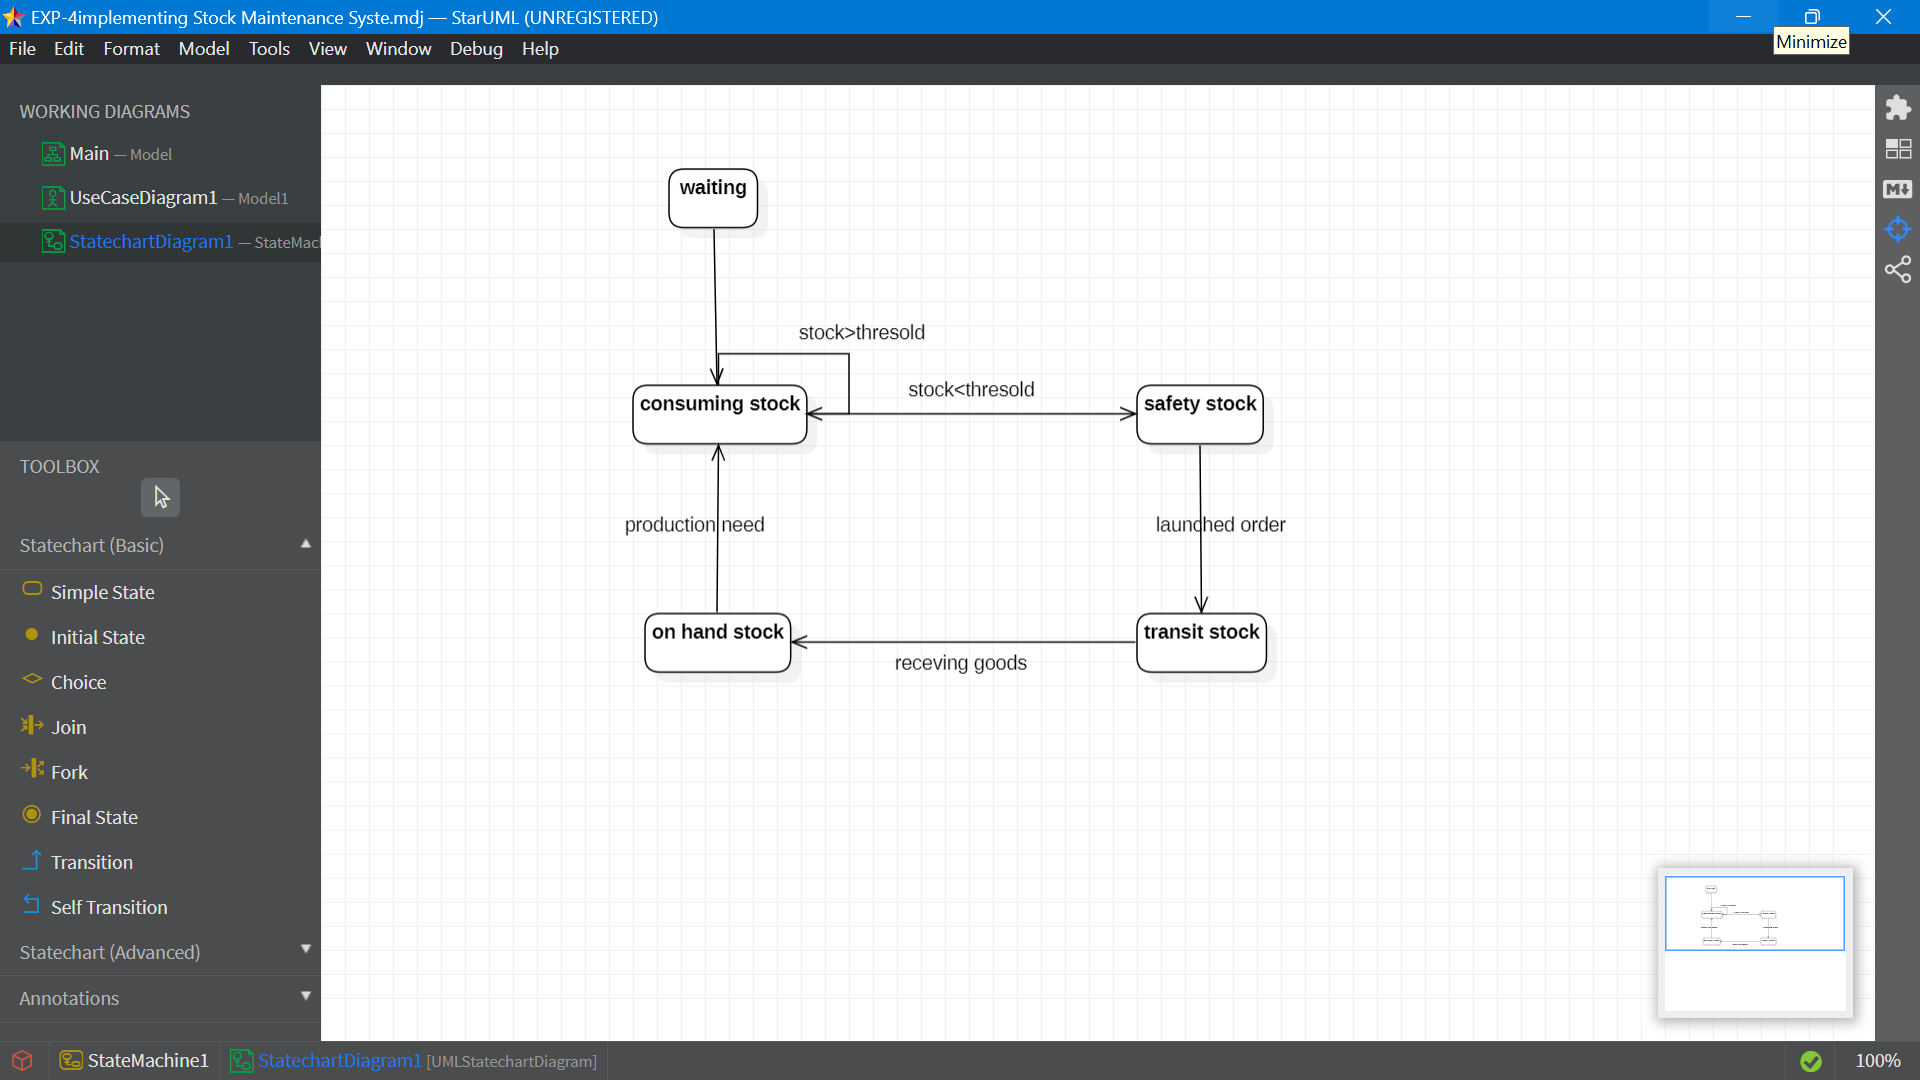 EXP-4implementing Stock Maintenance Syste.mdj — StarUML (UNREGISTERED)
File Edit Format Model Tools View Window Debug Help
Minimize
WORKING DIAGRAMS
Main — Model
UseCaseDiagram1 — Model1
StatechartDiagram1 — StateMac
TOOLBOX
Statechart (Basic)
Simple State
Initial State
Choice
Join
Fork
Final State
Transition
Self Transition
Statechart (Advanced)
Annotations
waiting
stock>thresold
consuming stock
stock<thresold
safety stock
production need
launched order
on hand stock
receving goods
transit stock
M
StateMachine1
StatechartDiagram1 [UMLStatechartDiagram]
100%